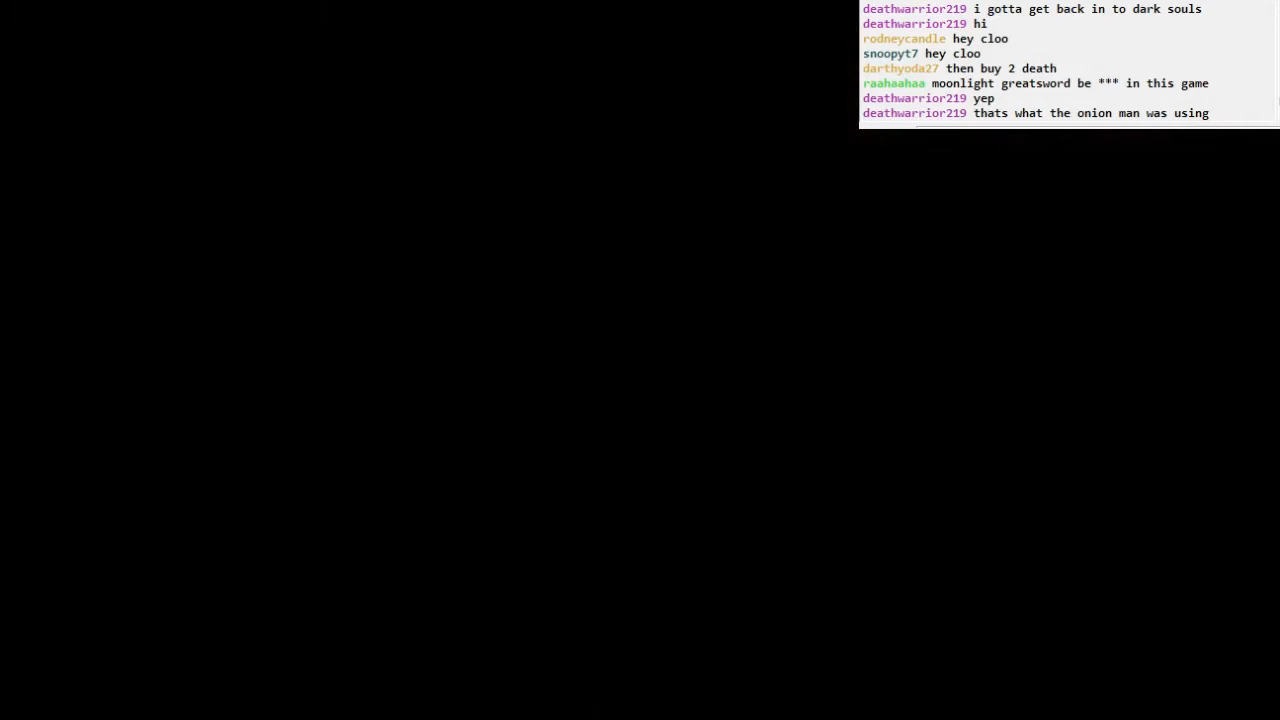 deathwarrior219 i gotta get back in to dark souls
deathwarrior219 hi
rodneycandle hey cloo
snoopyt7 hey cloo
darthyoda27 then buy 2 death
raahaahaa moonlight greatsword be *** in this game
deathwarrior219 yep
deathwarrior219 thats what the onion man was using